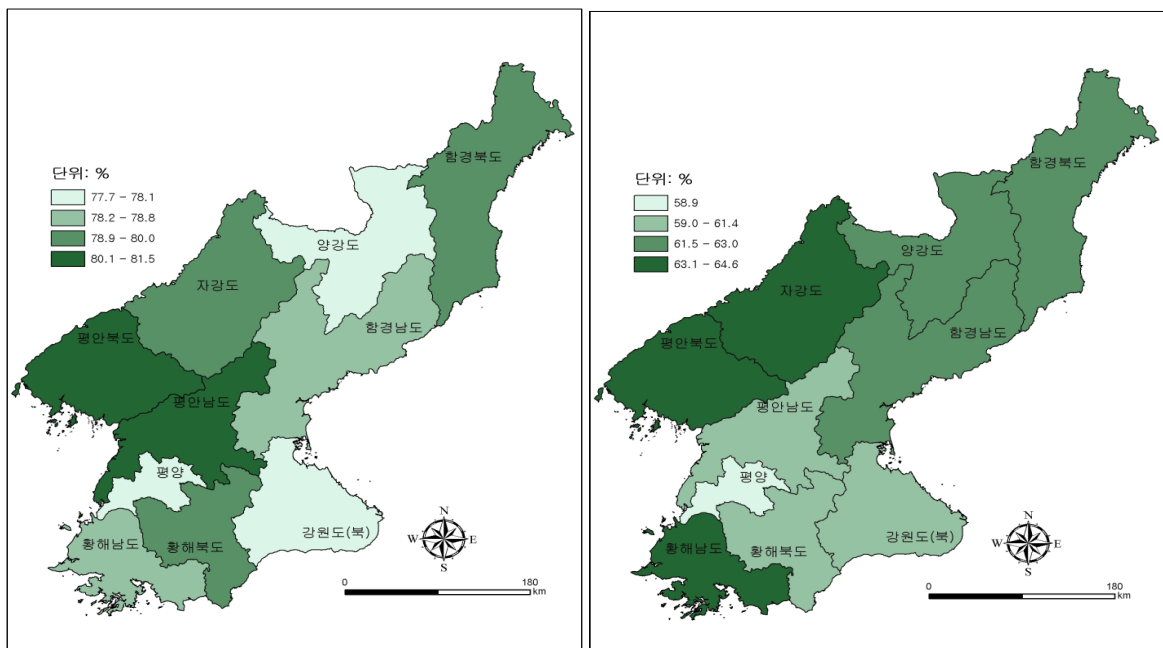 단위: %
77.7 - 78.1
78.2 - 78.8
78.9 - 80.0
80.1 - 81.5
함경북도
양강도
자강도
함경남도
평안북도
평안남도
평양
강원도(북)
황해남도
황해북도
N
W
E
S
0
180
km
단위: %
58.9
59.0 - 61.4
61.5 - 63.0
63.1 - 64.6
함경북도
양강도
자강도
함경남도
평안북도
평안남도
평양
강원도(북)
황해남도
황해북도
N
W
E
S
0
180
km